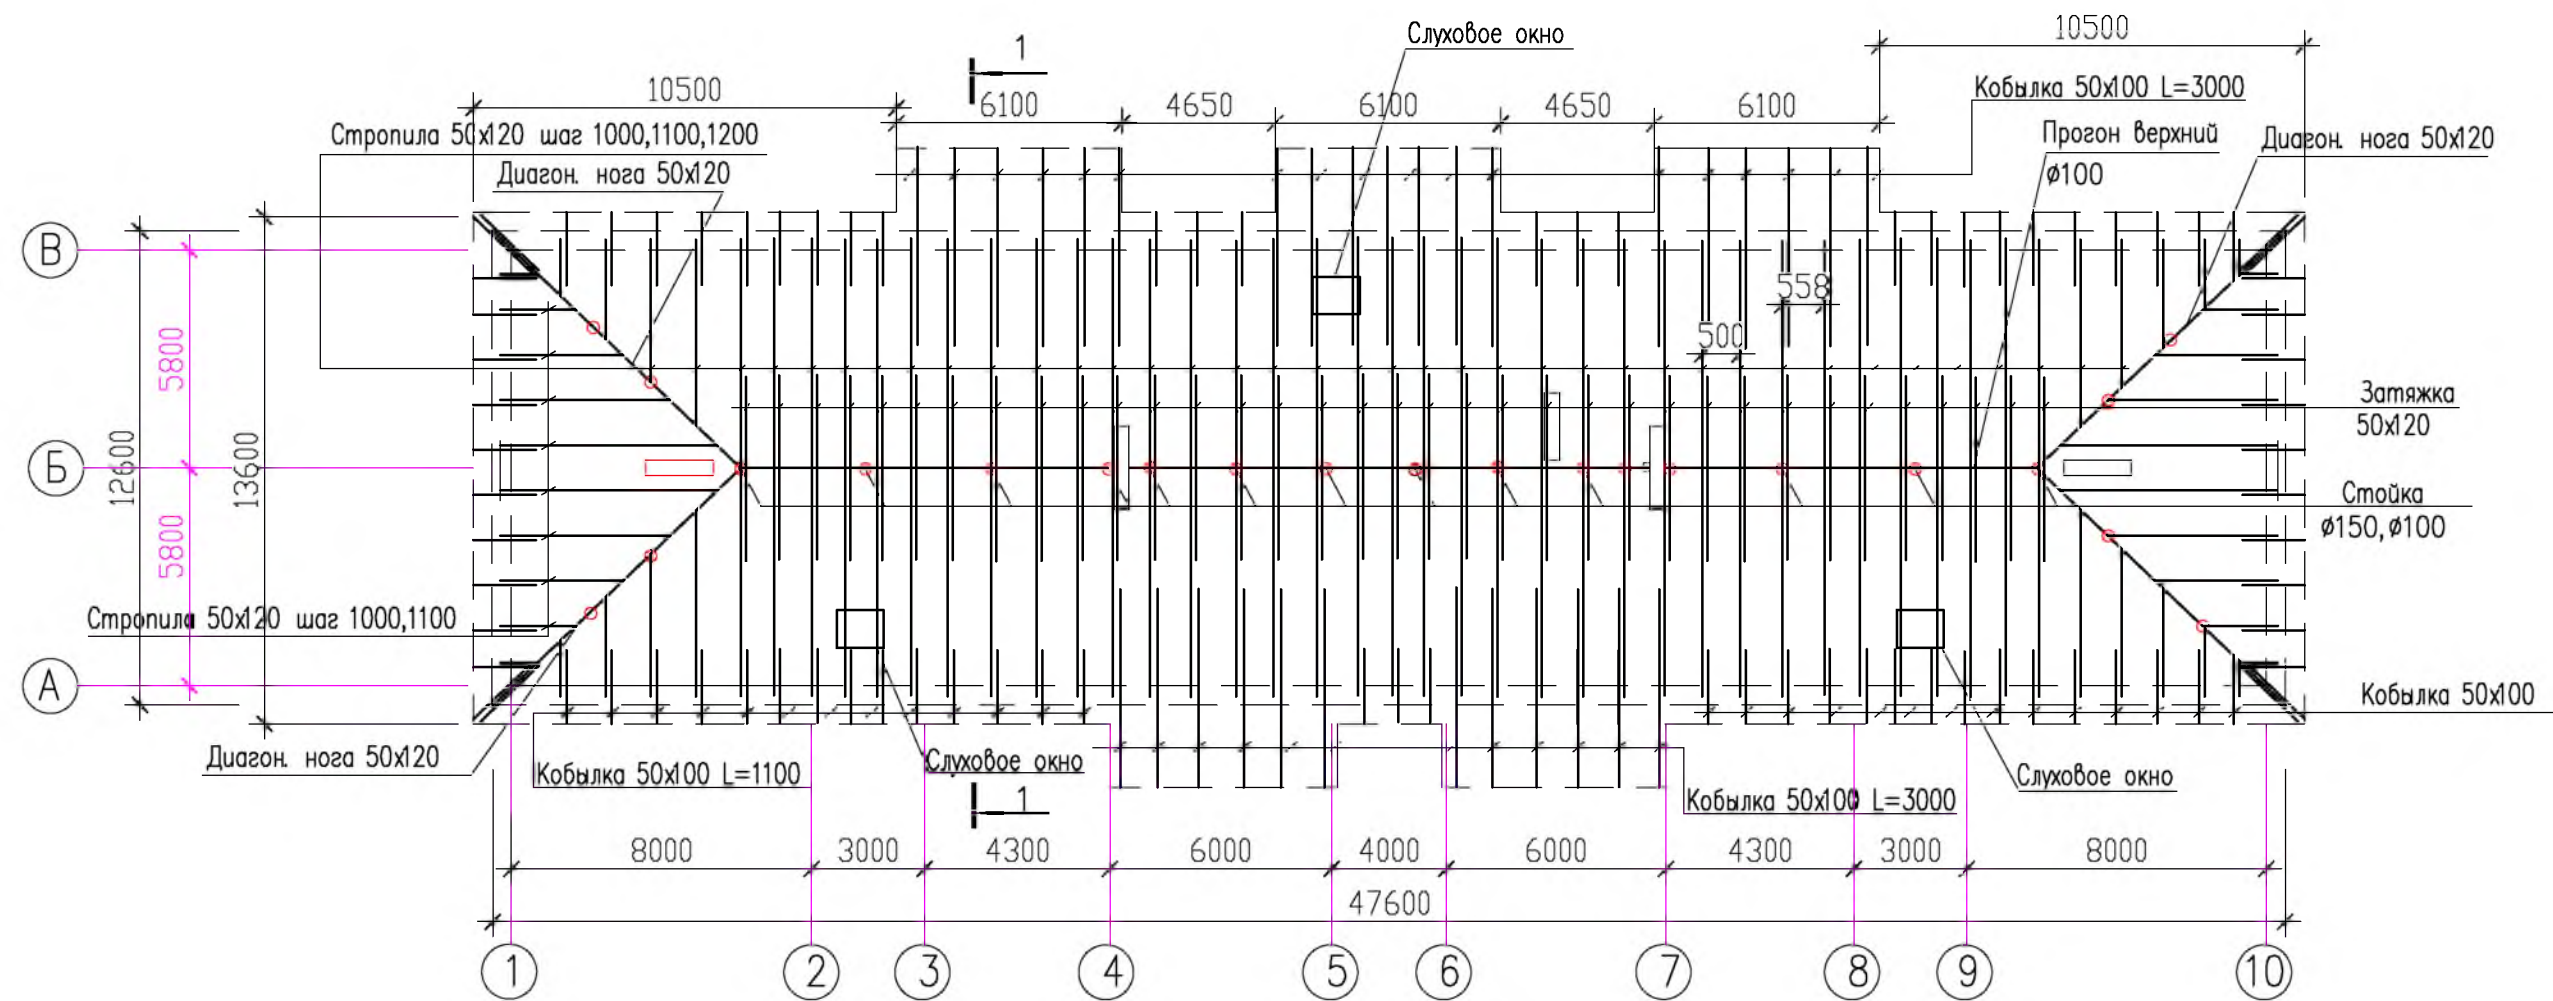 Слуховое окно
10500
1
10500
6100
4650
6100
4650
6100
Кобылка 50х100 L=3000
Стропила 50х120 шаг 1000,1100,1200
Прогон верхний
ø100
Диагон. нога 50х120
Диагон. нога 50х120
В
558
500
5800
Затяжка
50х120
Б
12600
13600
Стойка
ø150,ø100
5800
Стропила 50х120 шаг 1000,1100
А
Кобылка 50х100
Диагон. нога 50х120
Кобылка 50х100 L=1100
Слуховое окно
Слуховое окно
1
Кобылка 50х100 L=3000
8000
3000
4300
6000
4000
6000
4300
3000
8000
47600
1
2
3
4
5
6
7
8
9
10